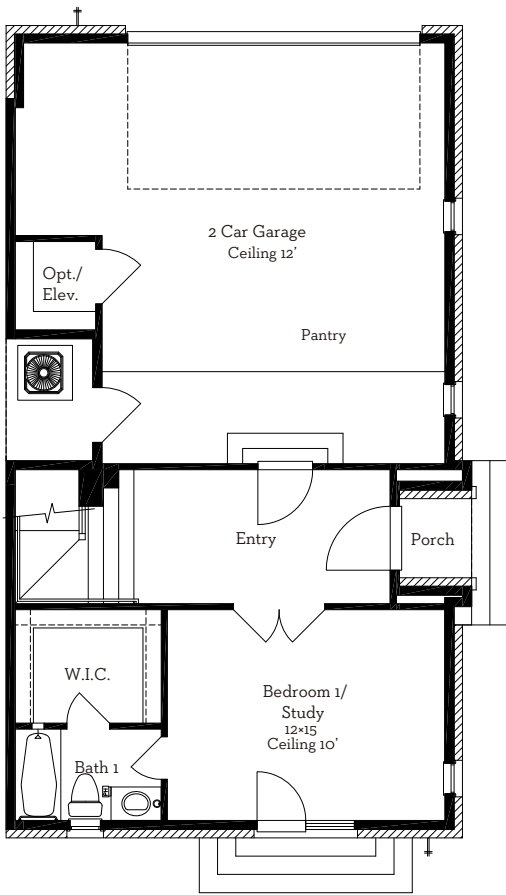 2 Car Garage
Ceiling 12'
Opt./
Elev.
Pantry
Entry
Porch
W.I.C.
Bedroom 1/
Study
12×15
Ceiling 10'
Bath 1